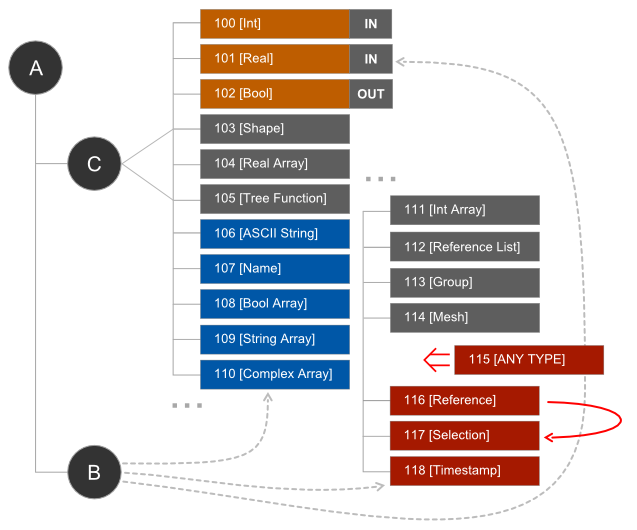 A
C
B
100 [Int] IN
101 [Real] IN
102 [Bool] OUT
103 [Shape]
104 [Real Array]
105 [Tree Function]
106 [ASCII String]
107 [Name]
108 [Bool Array]
109 [String Array]
110 [Complex Array]
111 [Int Array]
112 [Reference List]
113 [Group]
114 [Mesh]
115 [ANY TYPE]
116 [Reference]
117 [Selection]
118 [Timestamp]